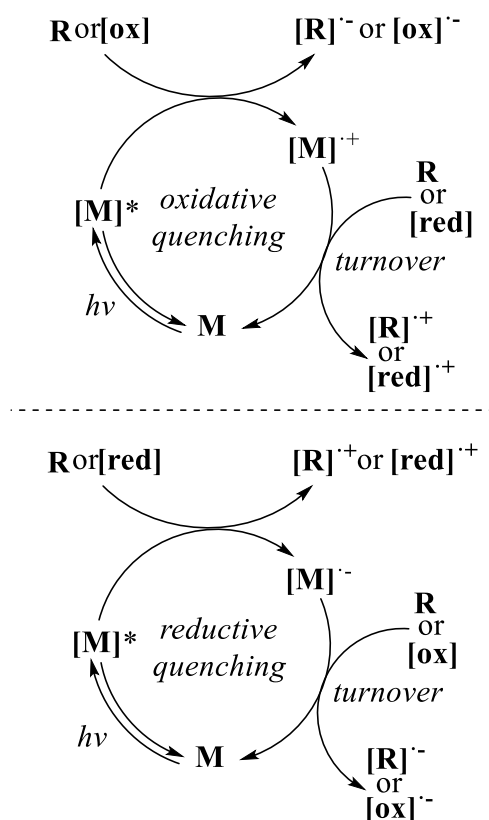 R or[ox]
[R]·- or [ox]·-
[M]·+
R
or
[red]
[M]*
oxidative
quenching
turnover
hv
M
[R]·+
or
[red]·+
R or[red]
[R]·+or [red]·+
[M]·-
R
or
[ox]
[M]*
reductive
quenching
turnover
hv
M
[R]·-
or
[ox]·-